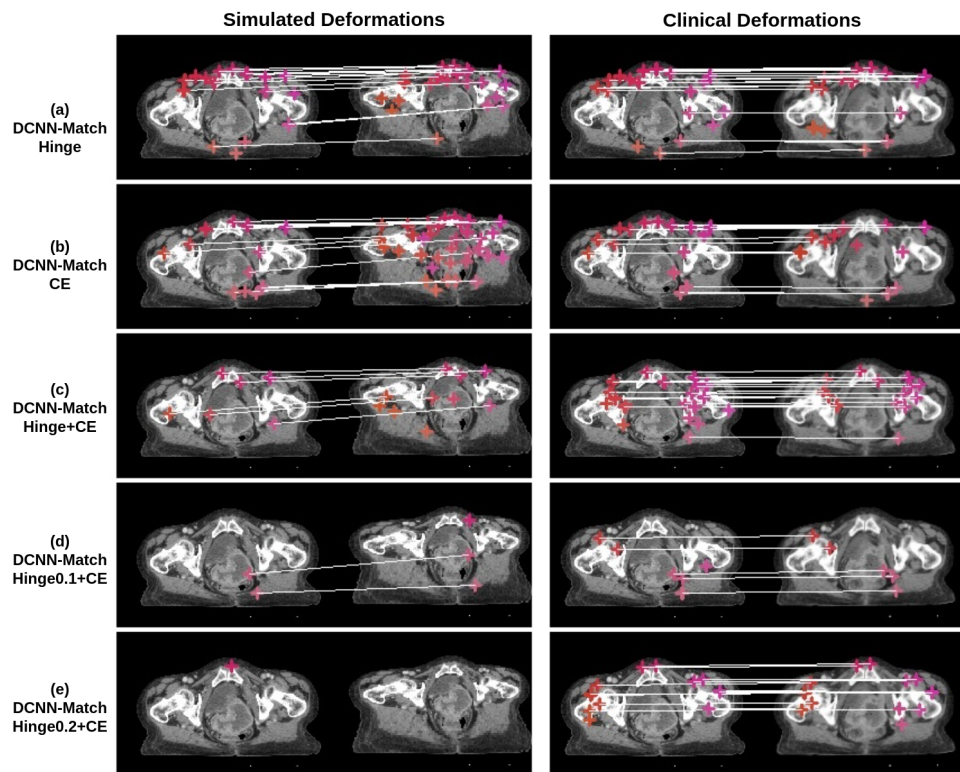 Simulated Deformations
Clinical Deformations
(a)
DCNN-Match
Hinge
(b)
DCNN-Match
CE
(c)
DCNN-Match
Hinge+CE
(d)
DCNN-Match
Hinge0.1+CE
(e)
DCNN-Match
Hinge0.2+CE